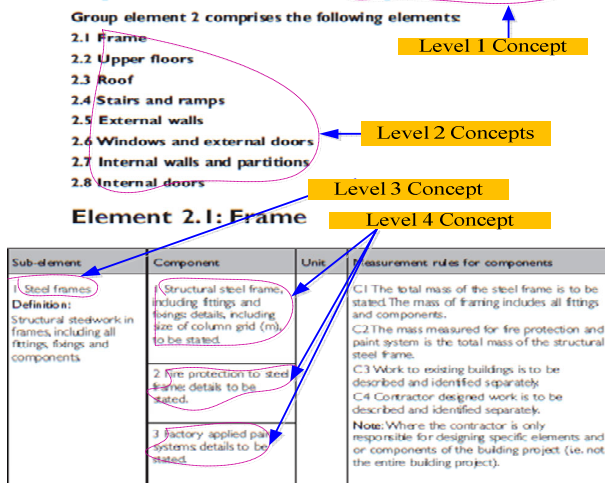 Group element 2 comprises the following elements:
Level 1 Concept
2.1 Frame
2.2 Upper floors
2.3 Roof
2.4 Stairs and ramps
2.5 External walls
2.6 Windows and external doors
2.7 Internal walls and partitions
2.8 Internal doors
Level 2 Concepts
Level 3 Concept
Element 2.1: Frame
Level 4 Concept
Sub-element
Component
Unit
Measurement rules for components
1 Steel frames
Definition:
Structural steelwork in
frames, including all
fittings, fixings and
components.
1 Structural steel frame,
including fittings and
fixings: details, including
size of column grid (m),
to be stated.
2 Fire protection to steel
frame: details to be
stated.
3 Factory applied paint
systems: details to be
stated.
C1 The total mass of the steel frame is to be
stated. The mass of framing includes all fittings
and components.
C2 The mass measured for fire protection and
paint system is the total mass of the structural
steel frame.
C3 Work to existing buildings is to be
described and identified separately.
C4 Contractor designed work is to be
described and identified separately.
Note: Where the contractor is only
responsible for designing specific elements and
or components of the building project (i.e. not
the entire building project).